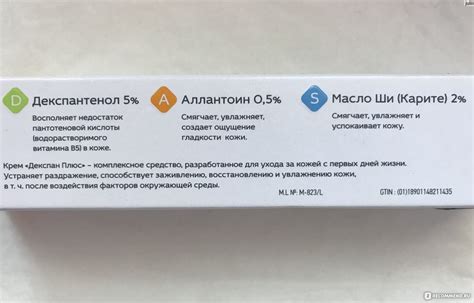 D Декспантенол 5%
Восполняет недостаток
пантотеновой кислоты
(водорастворимого
витамина В5) в коже.
A Аллантоин 0,5%
Смягчает, увлажняет,
создает ощущение
гладкости кожи.
S Масло Ши (Карите) 2%
Смягчает, увлажняет и
успокаивает кожу.
Крем «Декспан Плюс» – комплексное средство, разработанное для ухода за кожей с первых дней жизни.
Устраняет раздражение, способствует заживлению, восстановлению и увлажнению кожи,
в т. ч. после воздействия факторов окружающей среды.
M.L № M-823/L
GTIN : (01)18901148211435
IRECOMMEND.RU